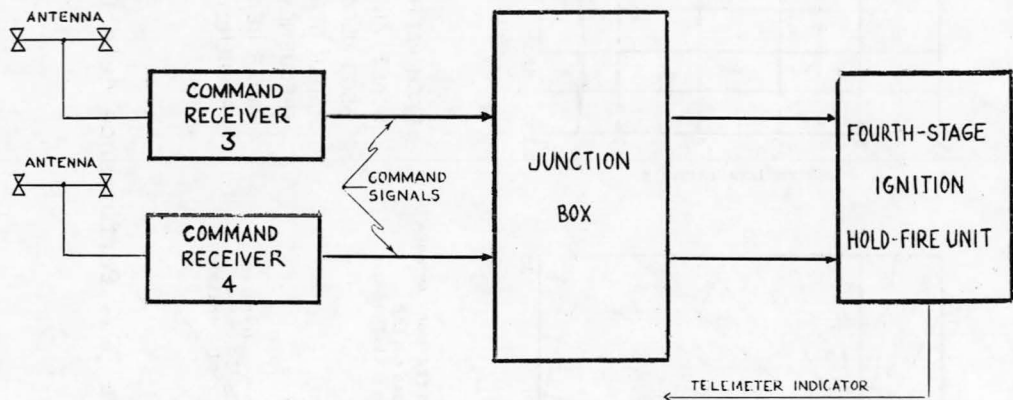 ANTENNA
COMMAND
RECEIVER
3
ANTENNA
COMMAND
RECEIVER
4
COMMAND
SIGNALS
JUNCTION
BOX
FOURTH-STAGE
IGNITION
HOLD-FIRE UNIT
TELEMETER INDICATOR